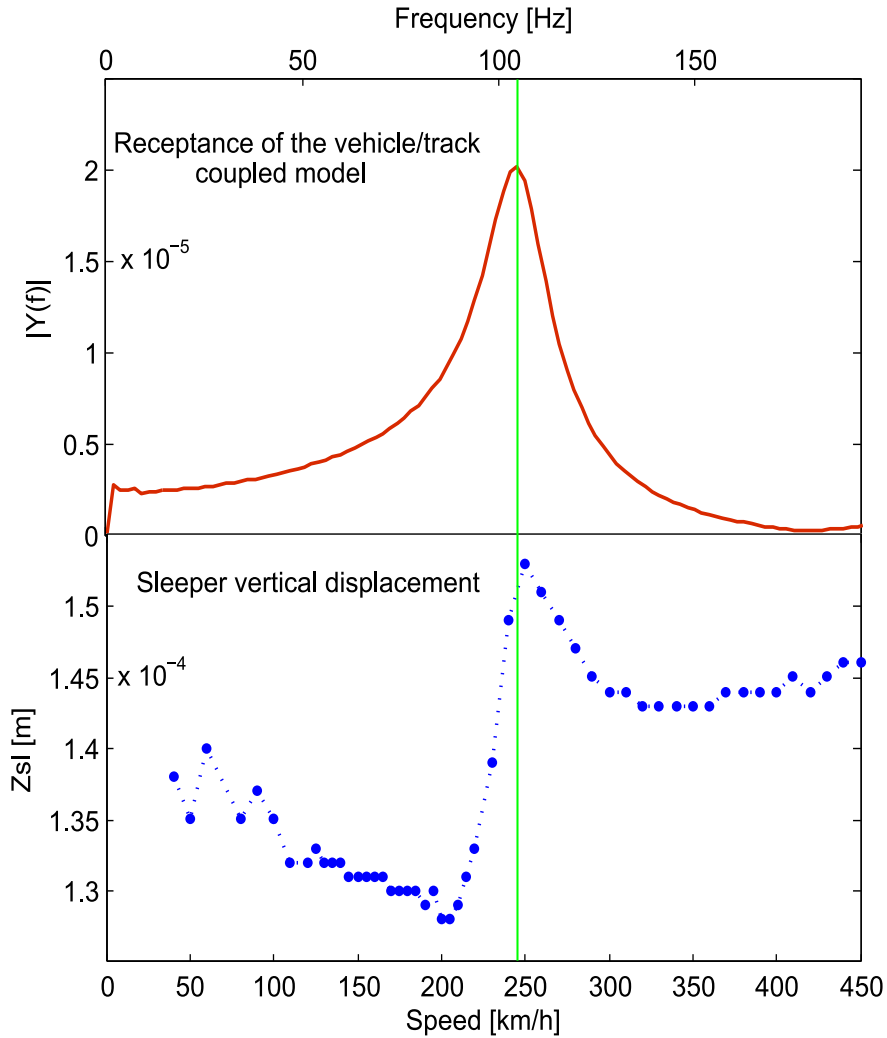 Frequency [Hz]
0 50 100 150
Receptance of the vehicle/track
coupled model
2
x 10⁻⁵
1.5
|Y(f)|
1
0.5
0
Sleeper vertical displacement
1.5
x 10⁻⁴
1.45
Zsl [m]
1.4
1.35
1.3
0 50 100 150 200 250 300 350 400 450
Speed [km/h]